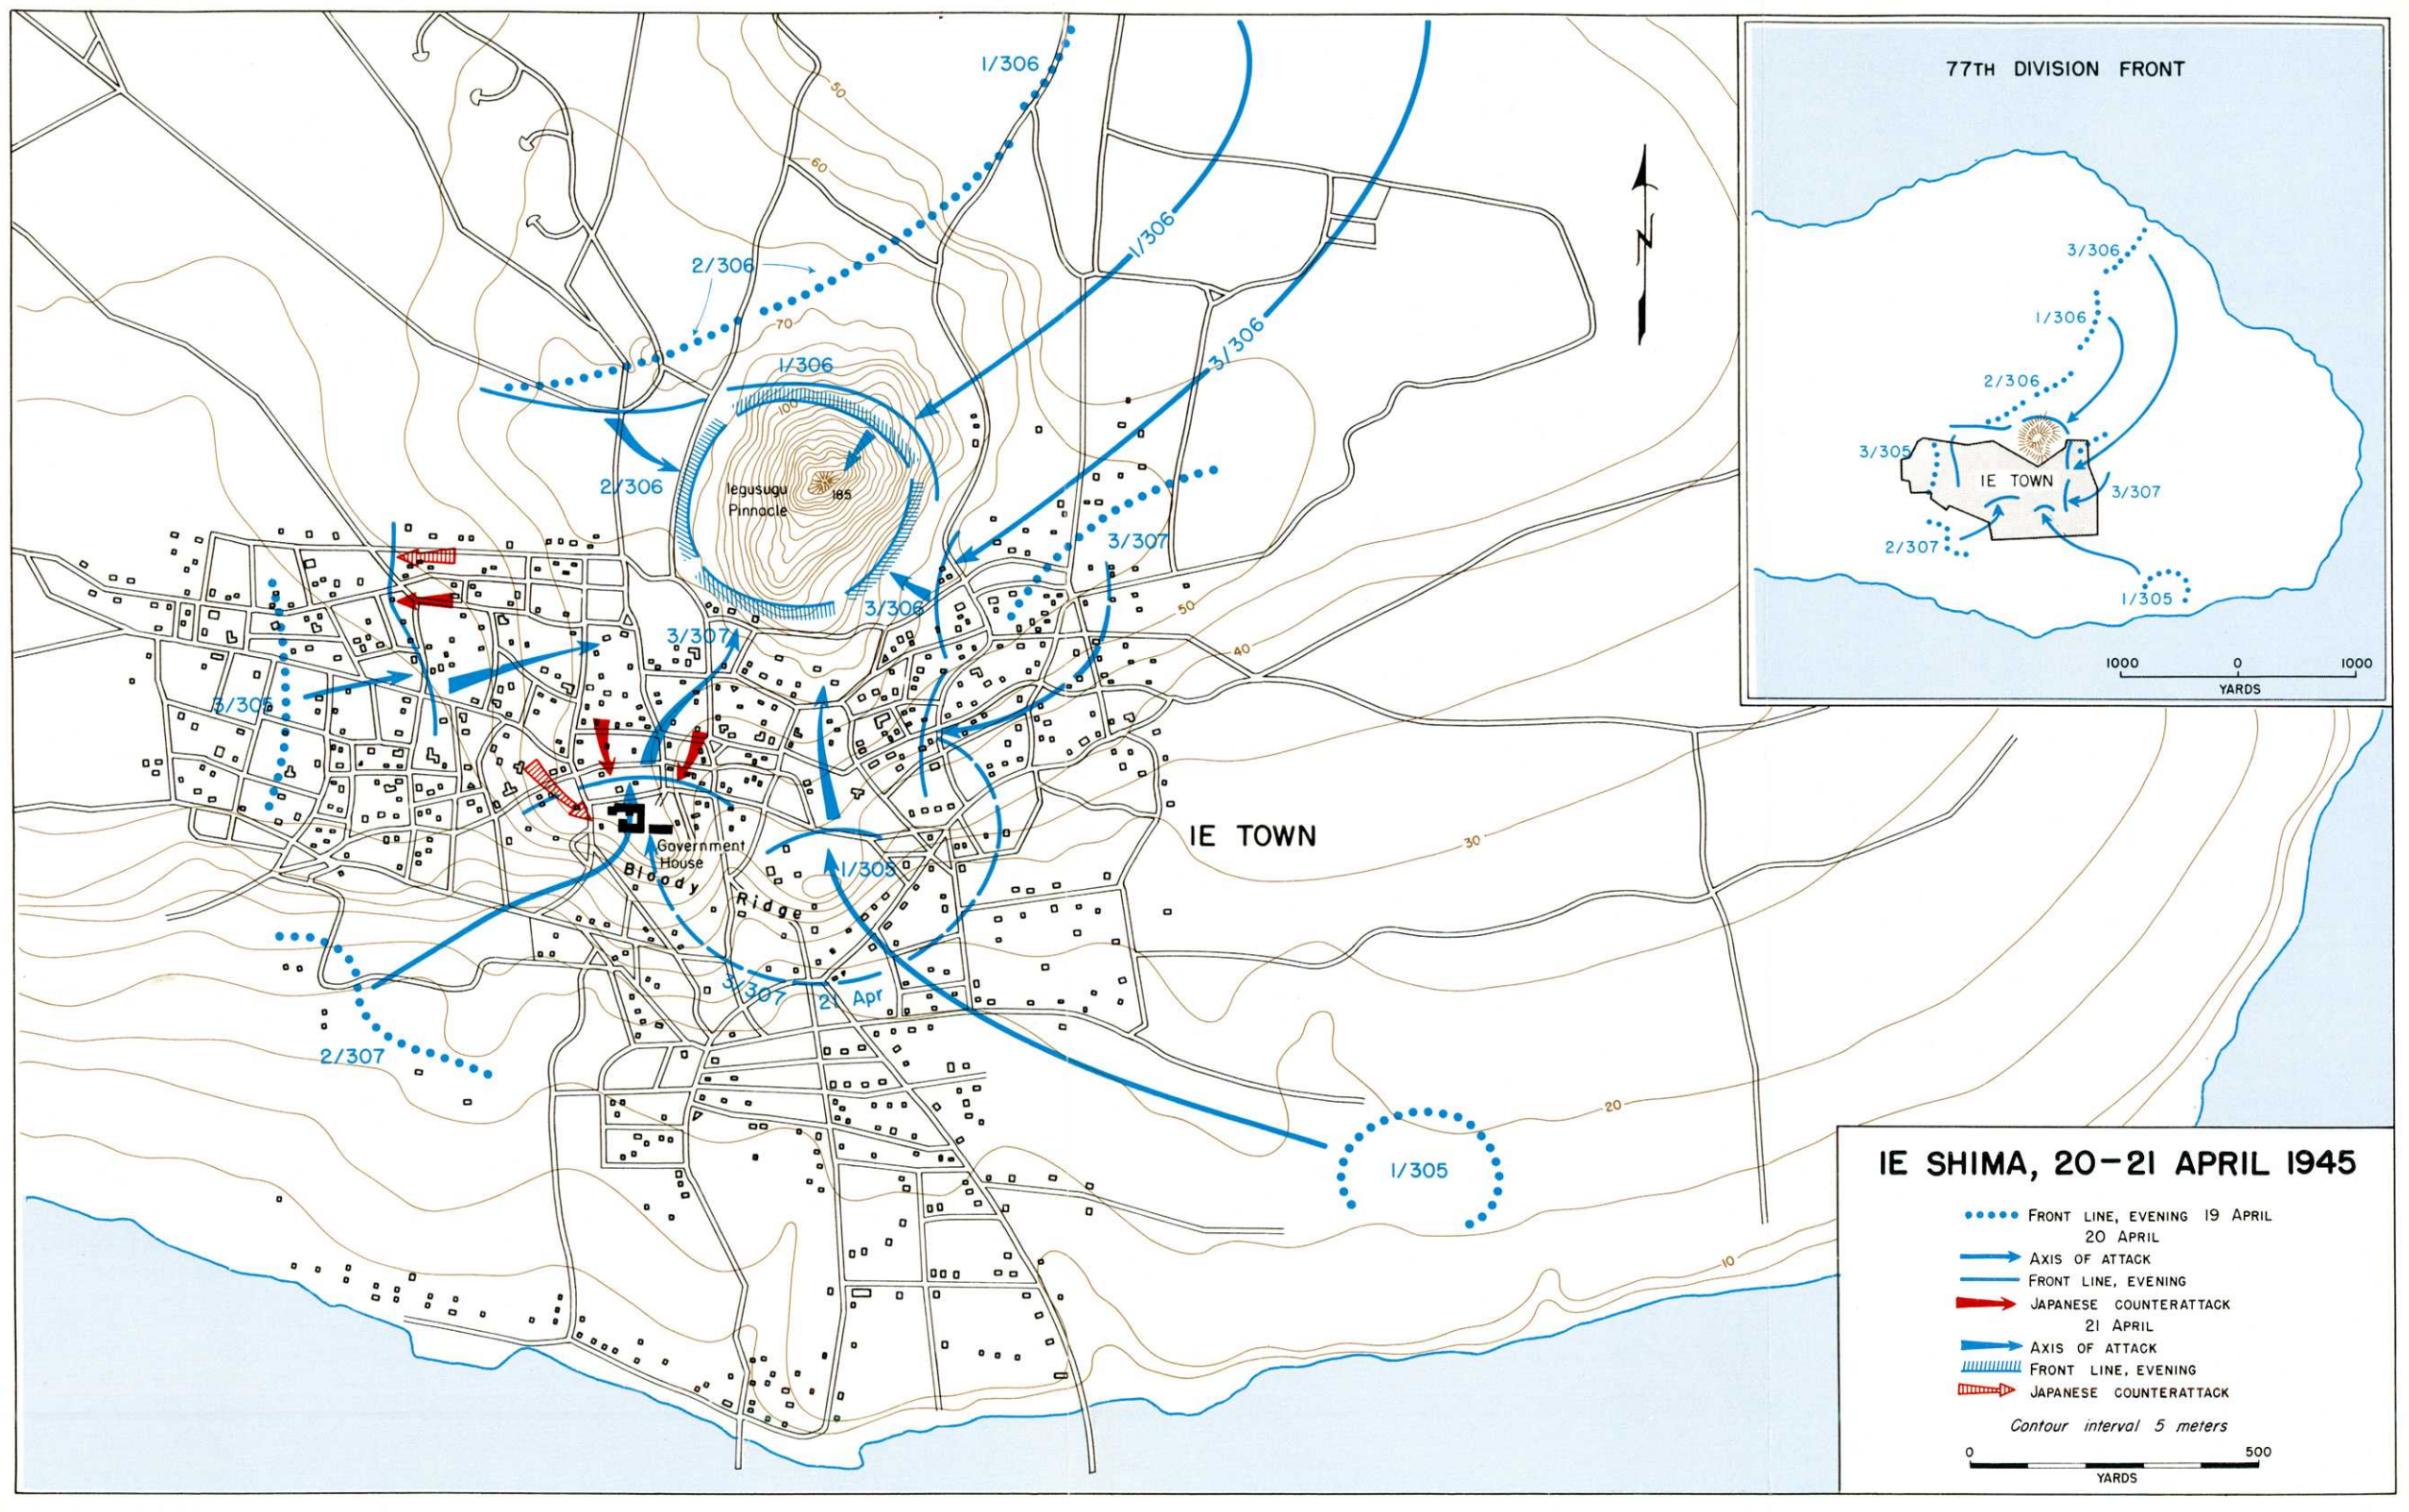 1/306
50
60
1/306
2/306
3/306
70
1/306
100
2/306
Iegusugu
Pinnacle
185
3/307
3/306
50
3/307
40
3/305
IE TOWN
30
Government
House
1/305
Bloody
Ridge
3/307 21 Apr
2/307
20
1/305
10
77TH DIVISION FRONT
3/306
1/306
2/306
3/305
IE TOWN
3/307
2/307
1/305
1000 0 1000
YARDS
IE SHIMA, 20-21 APRIL 1945
FRONT LINE, EVENING 19 APRIL
20 APRIL
AXIS OF ATTACK
FRONT LINE, EVENING
JAPANESE COUNTERATTACK
21 APRIL
AXIS OF ATTACK
FRONT LINE, EVENING
JAPANESE COUNTERATTACK
Contour interval 5 meters
0 500
YARDS